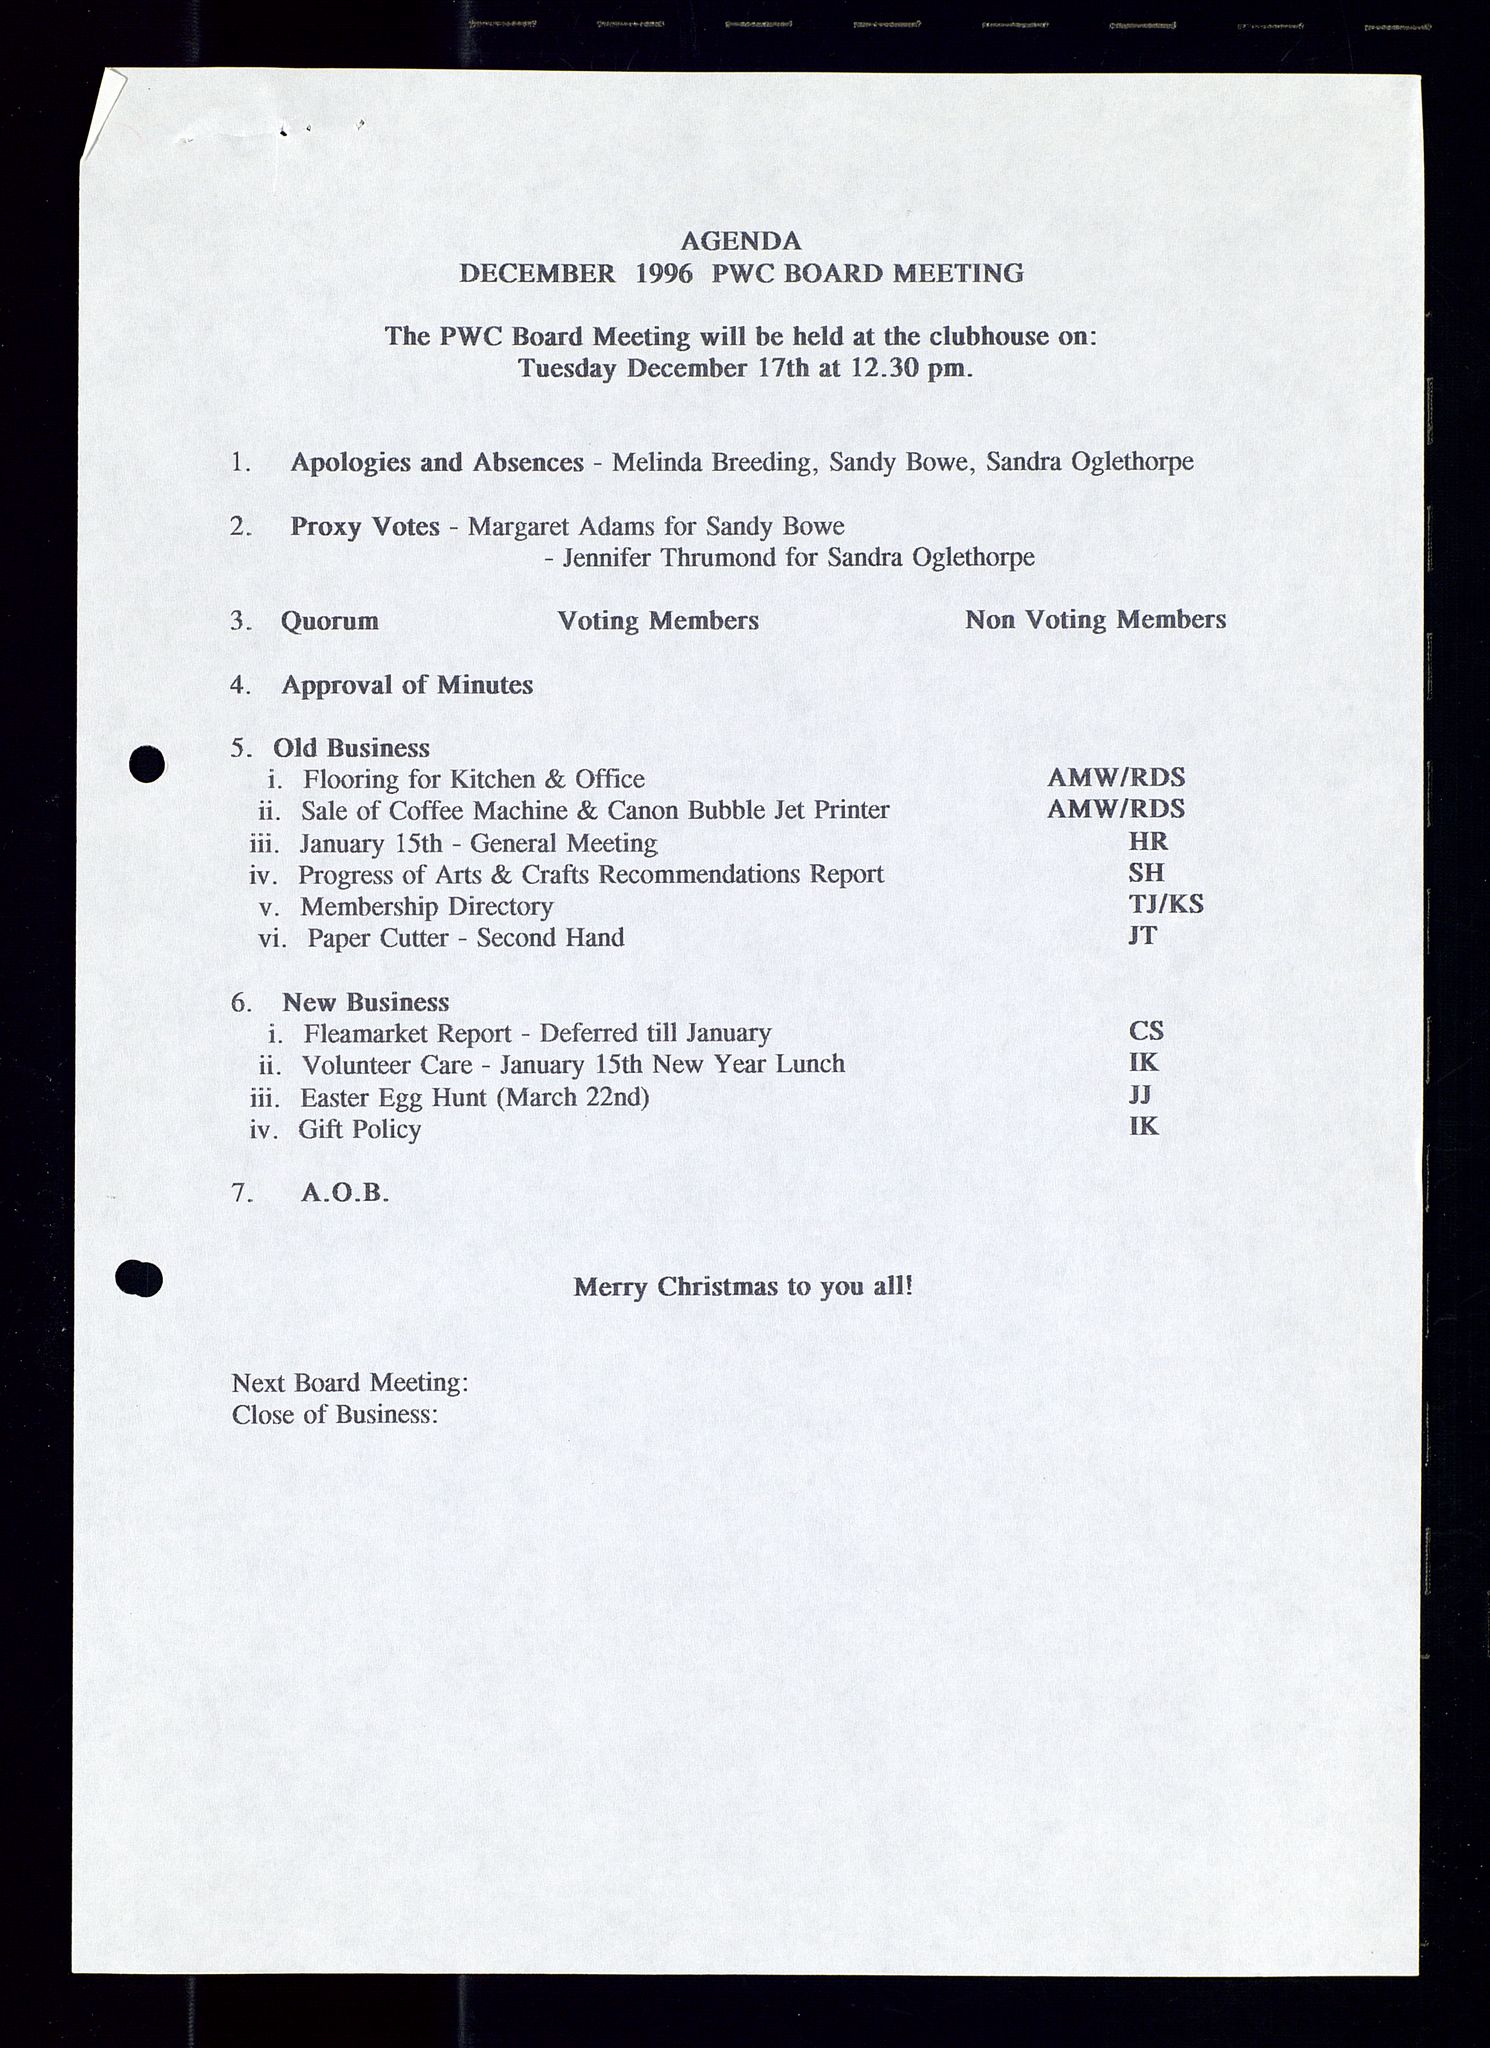 AGENDA
DECEMBER 1996 PWC BOARD MEETING
The PWC Board Meeting will be held at the clubhouse on:
Tuesday December 17th at 12.30 pm.
1. Apologies and Absences - Melinda Breeding, Sandy Bowe, Sandra Oglethorpe
2. Proxy Votes - Margaret Adams for Sandy Bowe
- Jennifer Thrumond for Sandra Oglethorpe
3. Quorum Voting Members Non Voting Members
4. Approval of Minutes
5. Old Business
i. Flooring for Kitchen & Office AMW/RDS
ii. Sale of Coffee Machine & Canon Bubble Jet Printer AMW/RDS
iii. January 15th - General Meeting HR
iv. Progress of Arts & Crafts Recommendations Report SH
v. Membership Directory TJ/KS
vi. Paper Cutter - Second Hand JT
6. New Business
i. Fleamarket Report - Deferred till January CS
ii. Volunteer Care - January 15th New Year Lunch IK
iii. Easter Egg Hunt (March 22nd) JJ
iv. Gift Policy IK
7. A.O.B.
Merry Christmas to you all!
Next Board Meeting:
Close of Business: